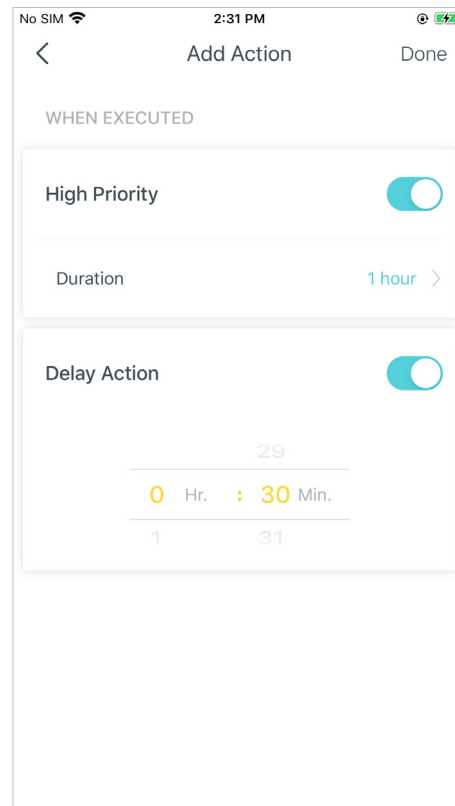 No SIM 2:31 PM
Add Action Done
WHEN EXECUTED
High Priority
Duration 1 hour
Delay Action
29
0 Hr. : 30 Min.
1 31